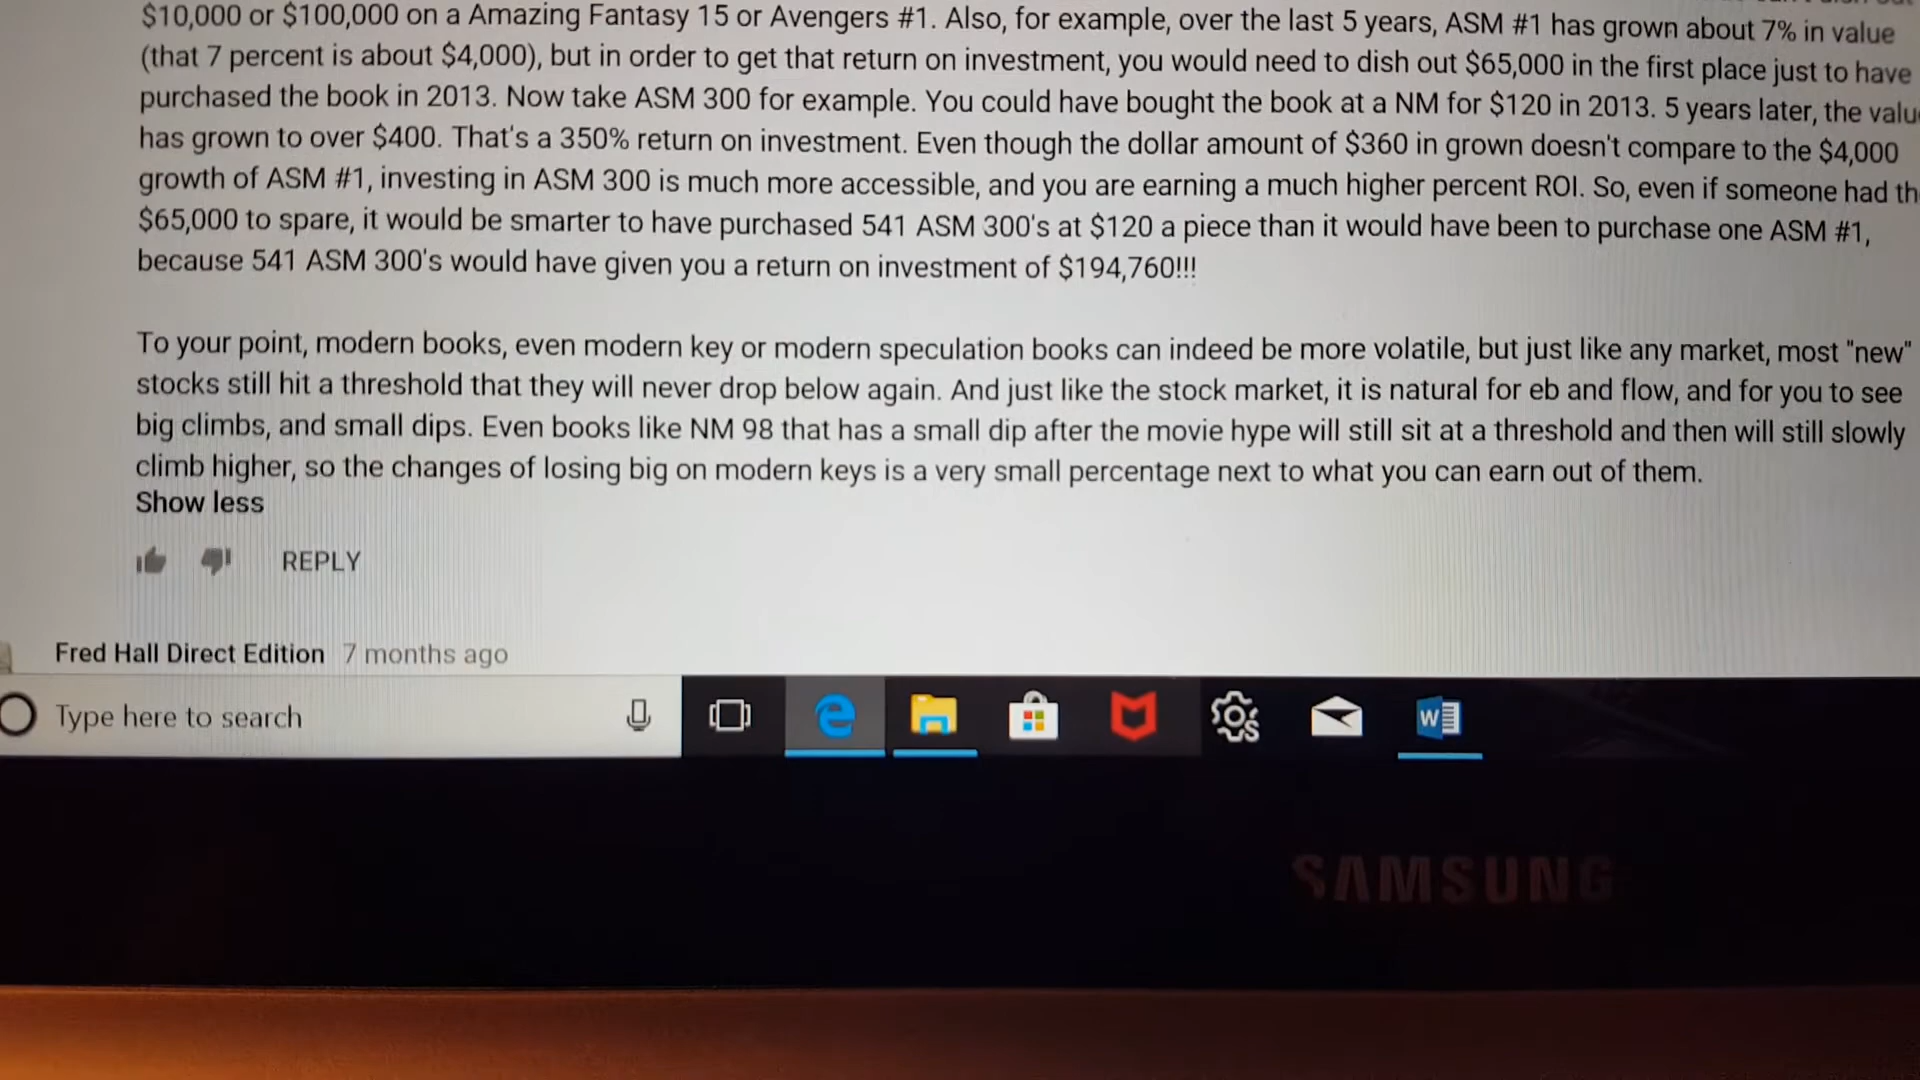 $10,000 or $100,000 on a Amazing Fantasy 15 or Avengers #1. Also, for example, over the last 5 years, ASM #1 has grown about 7% in value
(that 7 percent is about $4,000), but in order to get that return on investment, you would need to dish out $65,000 in the first place just to have
purchased the book in 2013. Now take ASM 300 for example. You could have bought the book at a NM for $120 in 2013. 5 years later, the valu
has grown to over $400. That's a 350% return on investment. Even though the dollar amount of $360 in grown doesn't compare to the $4,000
growth of ASM #1, investing in ASM 300 is much more accessible, and you are earning a much higher percent ROI. So, even if someone had th
$65,000 to spare, it would be smarter to have purchased 541 ASM 300's at $120 a piece than it would have been to purchase one ASM #1,
because 541 ASM 300's would have given you a return on investment of $194,760!!!
To your point, modern books, even modern key or modern speculation books can indeed be more volatile, but just like any market, most "new"
stocks still hit a threshold that they will never drop below again. And just like the stock market, it is natural for eb and flow, and for you to see
big climbs, and small dips. Even books like NM 98 that has a small dip after the movie hype will still sit at a threshold and then will still slowly
climb higher, so the changes of losing big on modern keys is a very small percentage next to what you can earn out of them.
Show less
REPLY
Fred Hall Direct Edition 7 months ago
Type here to search
SAMSUNG